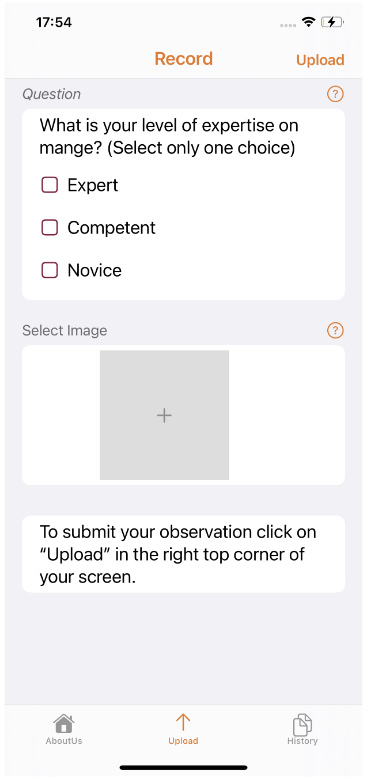 17:54
Record
Upload
Question
?
What is your level of expertise on
mange? (Select only one choice)
Expert
Competent
Novice
Select Image
?
+
To submit your observation click on
“Upload” in the right top corner of
your screen.
AboutUs
Upload
History